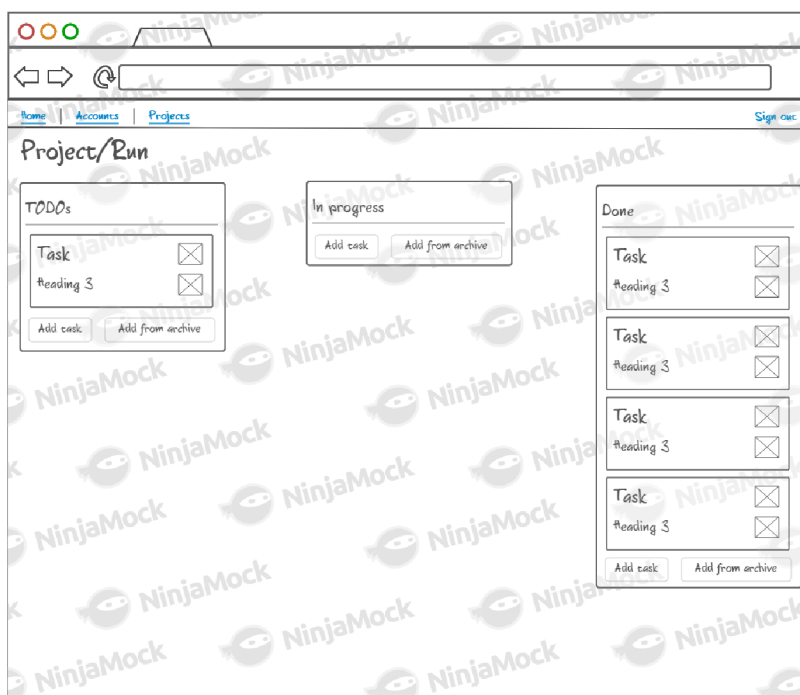 Home | Accounts | Projects
Sign out
Project/Run
TODOs
Task
Heading 3
Add task
Add from archive
In progress
Add task
Add from archive
Done
Task
Heading 3
Task
Heading 3
Task
Heading 3
Task
Heading 3
Add task
Add from archive
NinjaMock